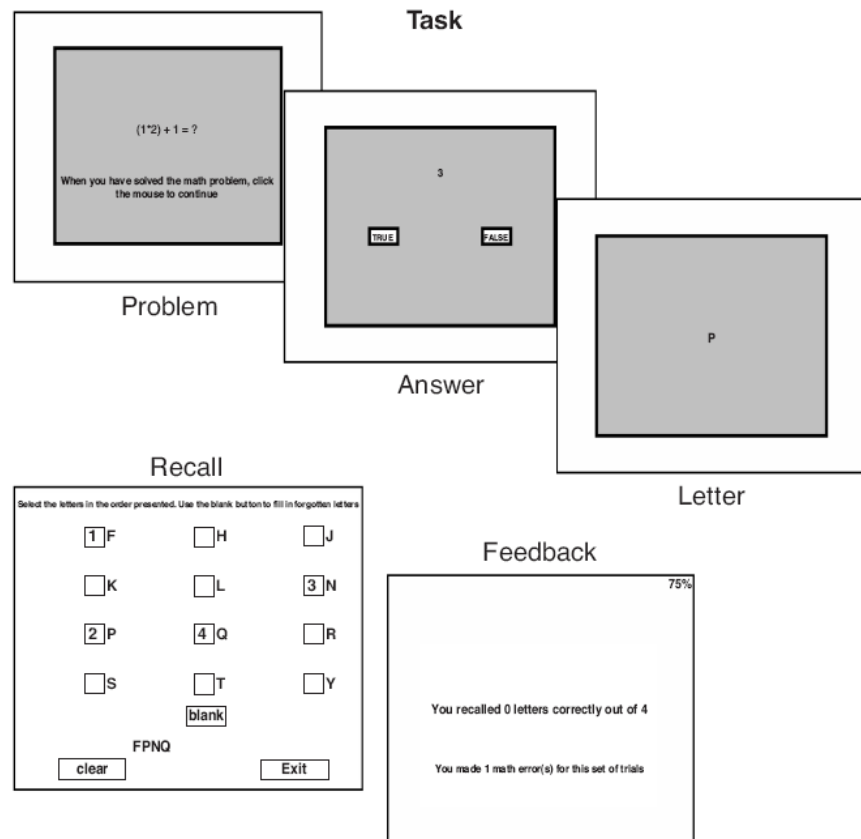 Task
(1*2) + 1 = ?
When you have solved the math problem, click
the mouse to continue
Problem
3
TRUE
FALSE
Answer
P
Letter
Recall
Select the letters in the order presented. Use the blank button to fill in forgotten letters
1 F
H
J
K
L
3 N
2 P
4 Q
R
S
T
Y
blank
FPNQ
clear
Exit
Feedback
75%
You recalled 0 letters correctly out of 4
You made 1 math error(s) for this set of trials